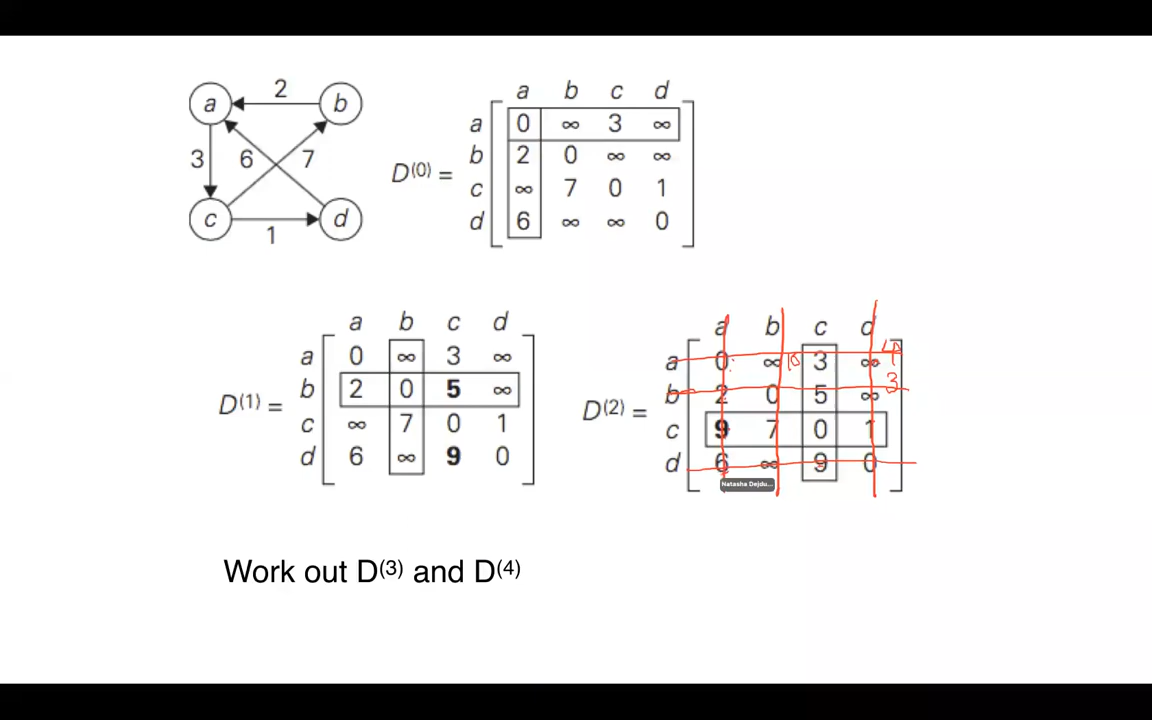 a 2 b
3 6 7
c 1 d
a b c d
a 0 ∞ 3 ∞
D(0) = b 2 0 ∞ ∞
c ∞ 7 0 1
d 6 ∞ ∞ 0
a b c d
a 0 ∞ 3 ∞
D(1) = b 2 0 5 ∞
c ∞ 7 0 1
d 6 ∞ 9 0
a b c d
a 0 ∞ 10 3 ∞
D(2) = b 2 0 5 ∞ 3
c 9 7 0 1
d 6 ∞ 9 0
Natasha Dejdu...
Work out D(3) and D(4)